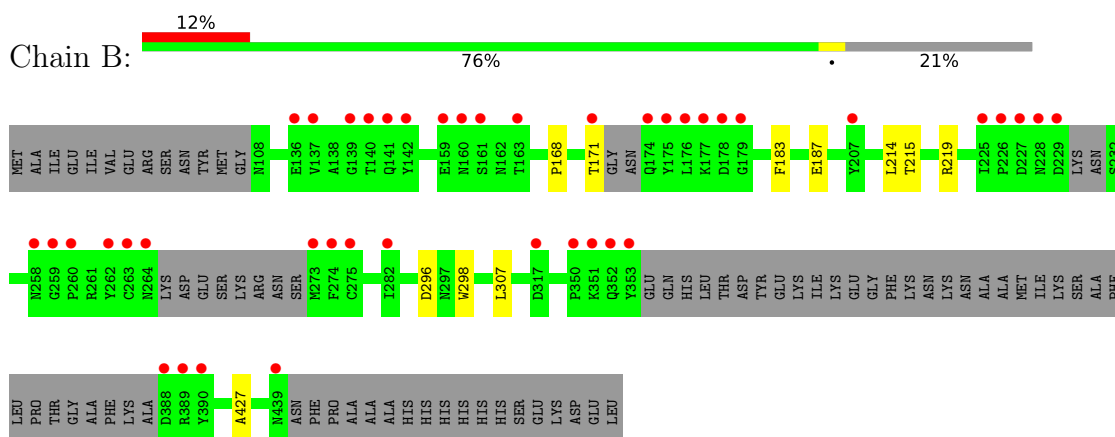 12%
Chain B:
76%
•
21%
MET ALA ILE GLU ILE VAL GLU ARG SER ASN TYR MET GLY N108 E136 V137 A138 G139 T140 Q141 Y142 E159 N160 S161 N162 T163 P168 T171 GLY ASN Q174 Y175 L176 K177 D178 G179 F183 E187 Y207 L214 T215 R219 I225 P226 D227 N228 D229 LYS ASN S232
N258 G259 P260 R261 Y262 C263 N264 LYS ASP GLU SER LYS ARG ASN SER M273 F274 C275 I282 D296 N297 W298 L307 D317 P350 K351 Q352 Y353 GLU GLN HIS LEU THR ASP TYR GLU LYS ILE LYS GLU GLY PHE LYS ASN LYS ASN ALA ALA MET ILE LYS SER ALA PHE
LEU PRO THR GLY ALA PHE LYS ALA D388 R389 Y390 A427 N439 ASN PHE PRO ALA ALA ALA HIS HIS HIS HIS HIS HIS SER GLU LYS ASP GLU LEU